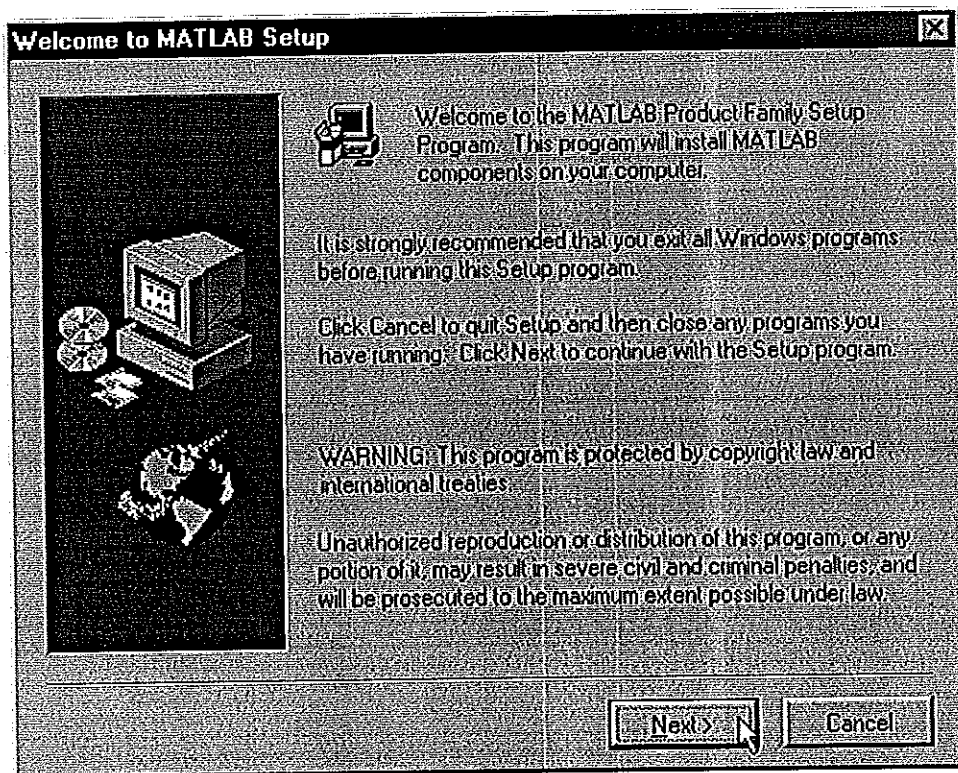 Welcome to MATLAB Setup
Welcome to the MATLAB Product Family Setup
Program. This program will install MATLAB
components on your computer.
It is strongly recommended that you exit all Windows programs
before running this Setup program.
Click Cancel to quit Setup and then close any programs you
have running. Click Next to continue with the Setup program.
WARNING: This program is protected by copyright law and
international treaties.
Unauthorized reproduction or distribution of this program, or any
portion of it, may result in severe civil and criminal penalties, and
will be prosecuted to the maximum extent possible under law.
Next > Cancel